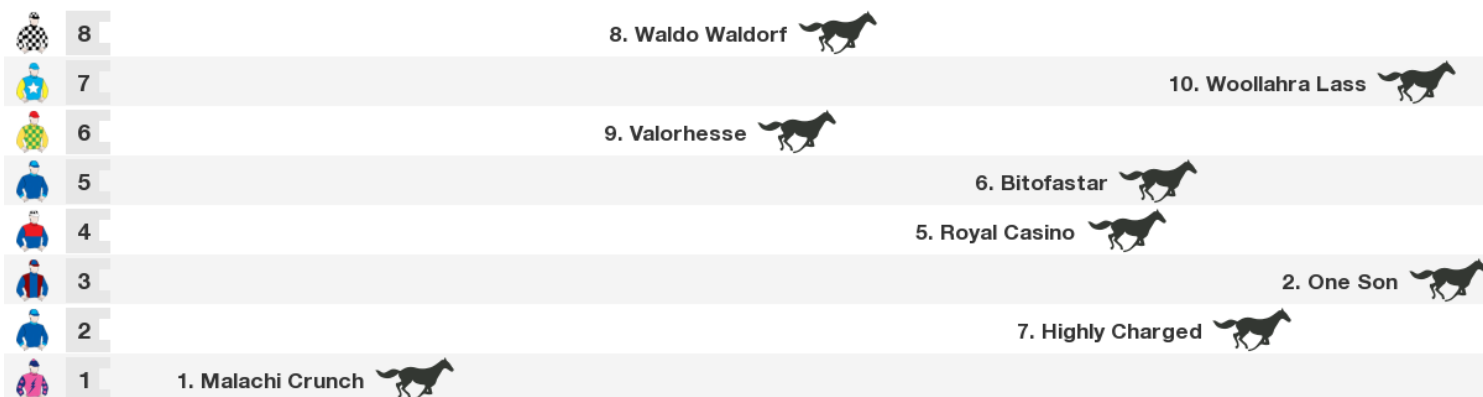 8 8. Waldo Waldorf
7 10. Woollahra Lass
6 9. Valorhesse
5 6. Bitofastar
4 5. Royal Casino
3 2. One Son
2 7. Highly Charged
1 1. Malachi Crunch